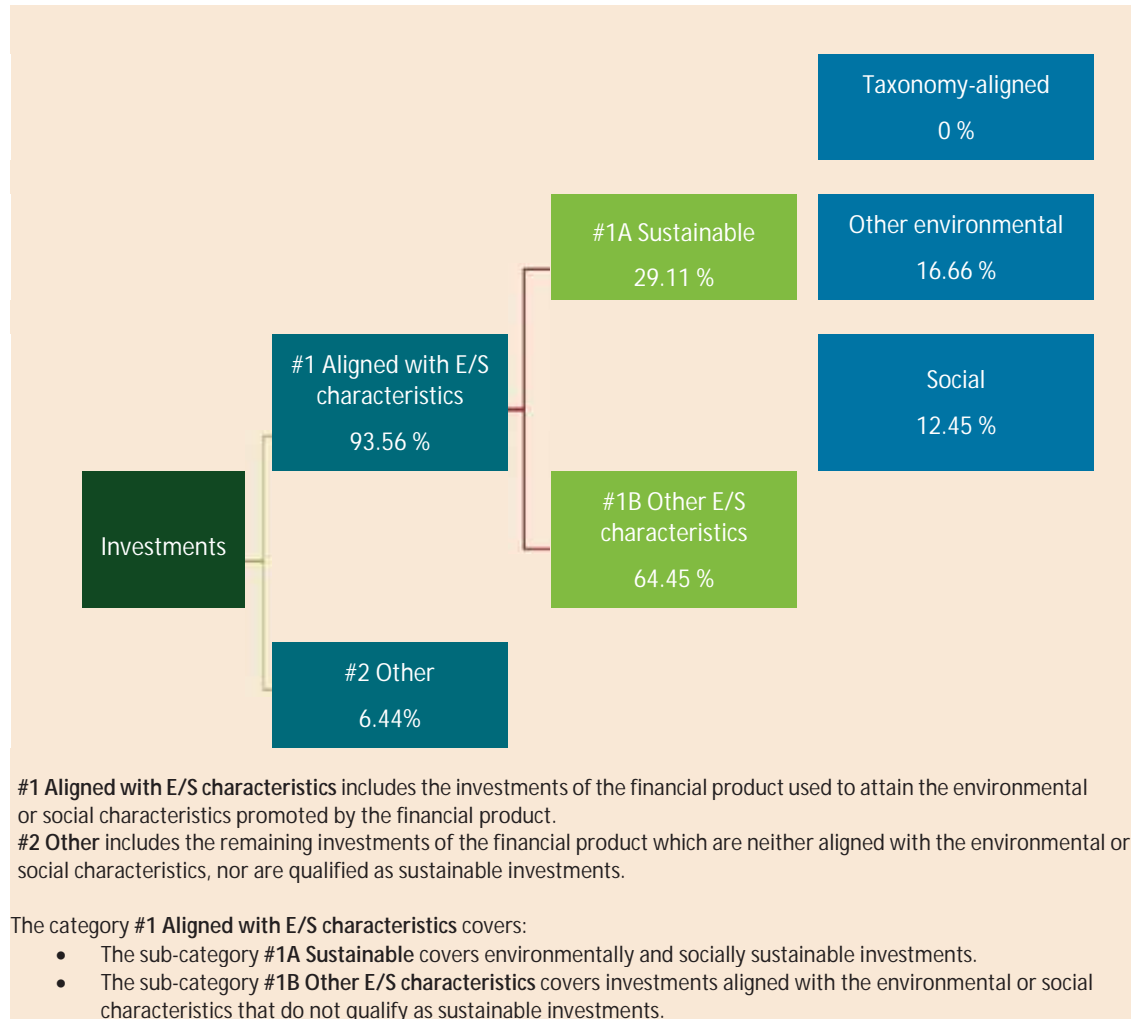 Taxonomy-aligned
0 %
#1A Sustainable
29.11 %
Other environmental
16.66 %
#1 Aligned with E/S
characteristics
93.56 %
Social
12.45 %
Investments
#1B Other E/S
characteristics
64.45 %
#2 Other
6.44%
#1 Aligned with E/S characteristics includes the investments of the financial product used to attain the environmental
or social characteristics promoted by the financial product.
#2 Other includes the remaining investments of the financial product which are neither aligned with the environmental or
social characteristics, nor are qualified as sustainable investments.
The category #1 Aligned with E/S characteristics covers:
• The sub-category #1A Sustainable covers environmentally and socially sustainable investments.
• The sub-category #1B Other E/S characteristics covers investments aligned with the environmental or social
characteristics that do not qualify as sustainable investments.